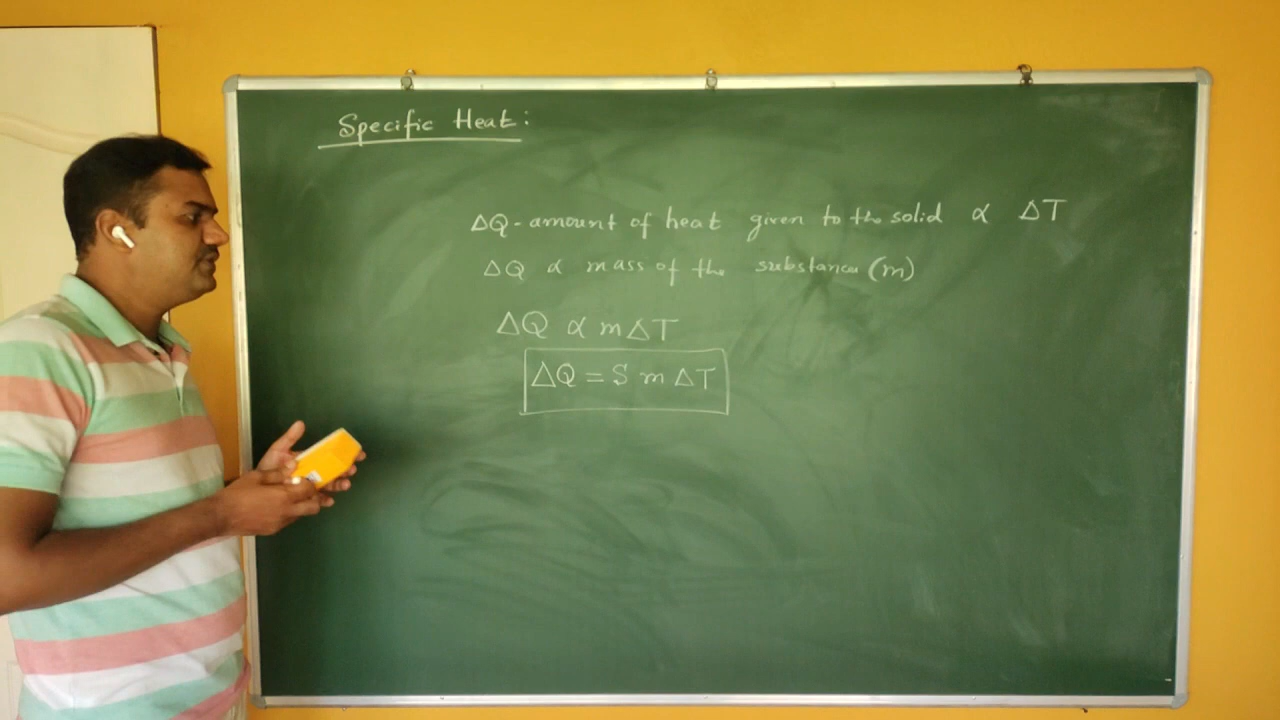 Specific Heat:
ΔQ - amount of heat given to the solid ∝ ΔT
ΔQ ∝ mass of the substance (m)
ΔQ ∝ m ΔT
ΔQ = S m ΔT